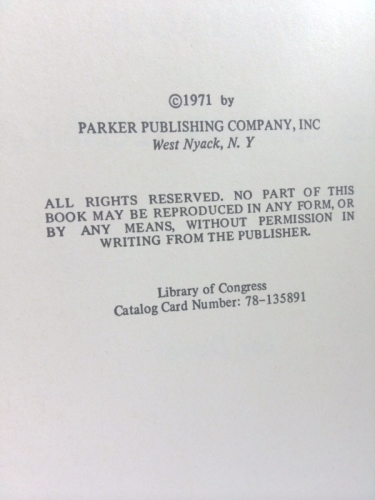 ©1971 by
PARKER PUBLISHING COMPANY, INC
West Nyack, N. Y
ALL RIGHTS RESERVED. NO PART OF THIS
BOOK MAY BE REPRODUCED IN ANY FORM, OR
BY ANY MEANS, WITHOUT PERMISSION IN
WRITING FROM THE PUBLISHER.
Library of Congress
Catalog Card Number: 78-135891